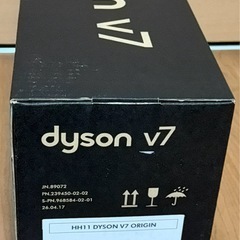 dyson v7
dyson v7
JN.89072
PN.239450-02-02
S-PN.968584-02-01
26.04.17
HH11 DYSON V7 ORIGIN